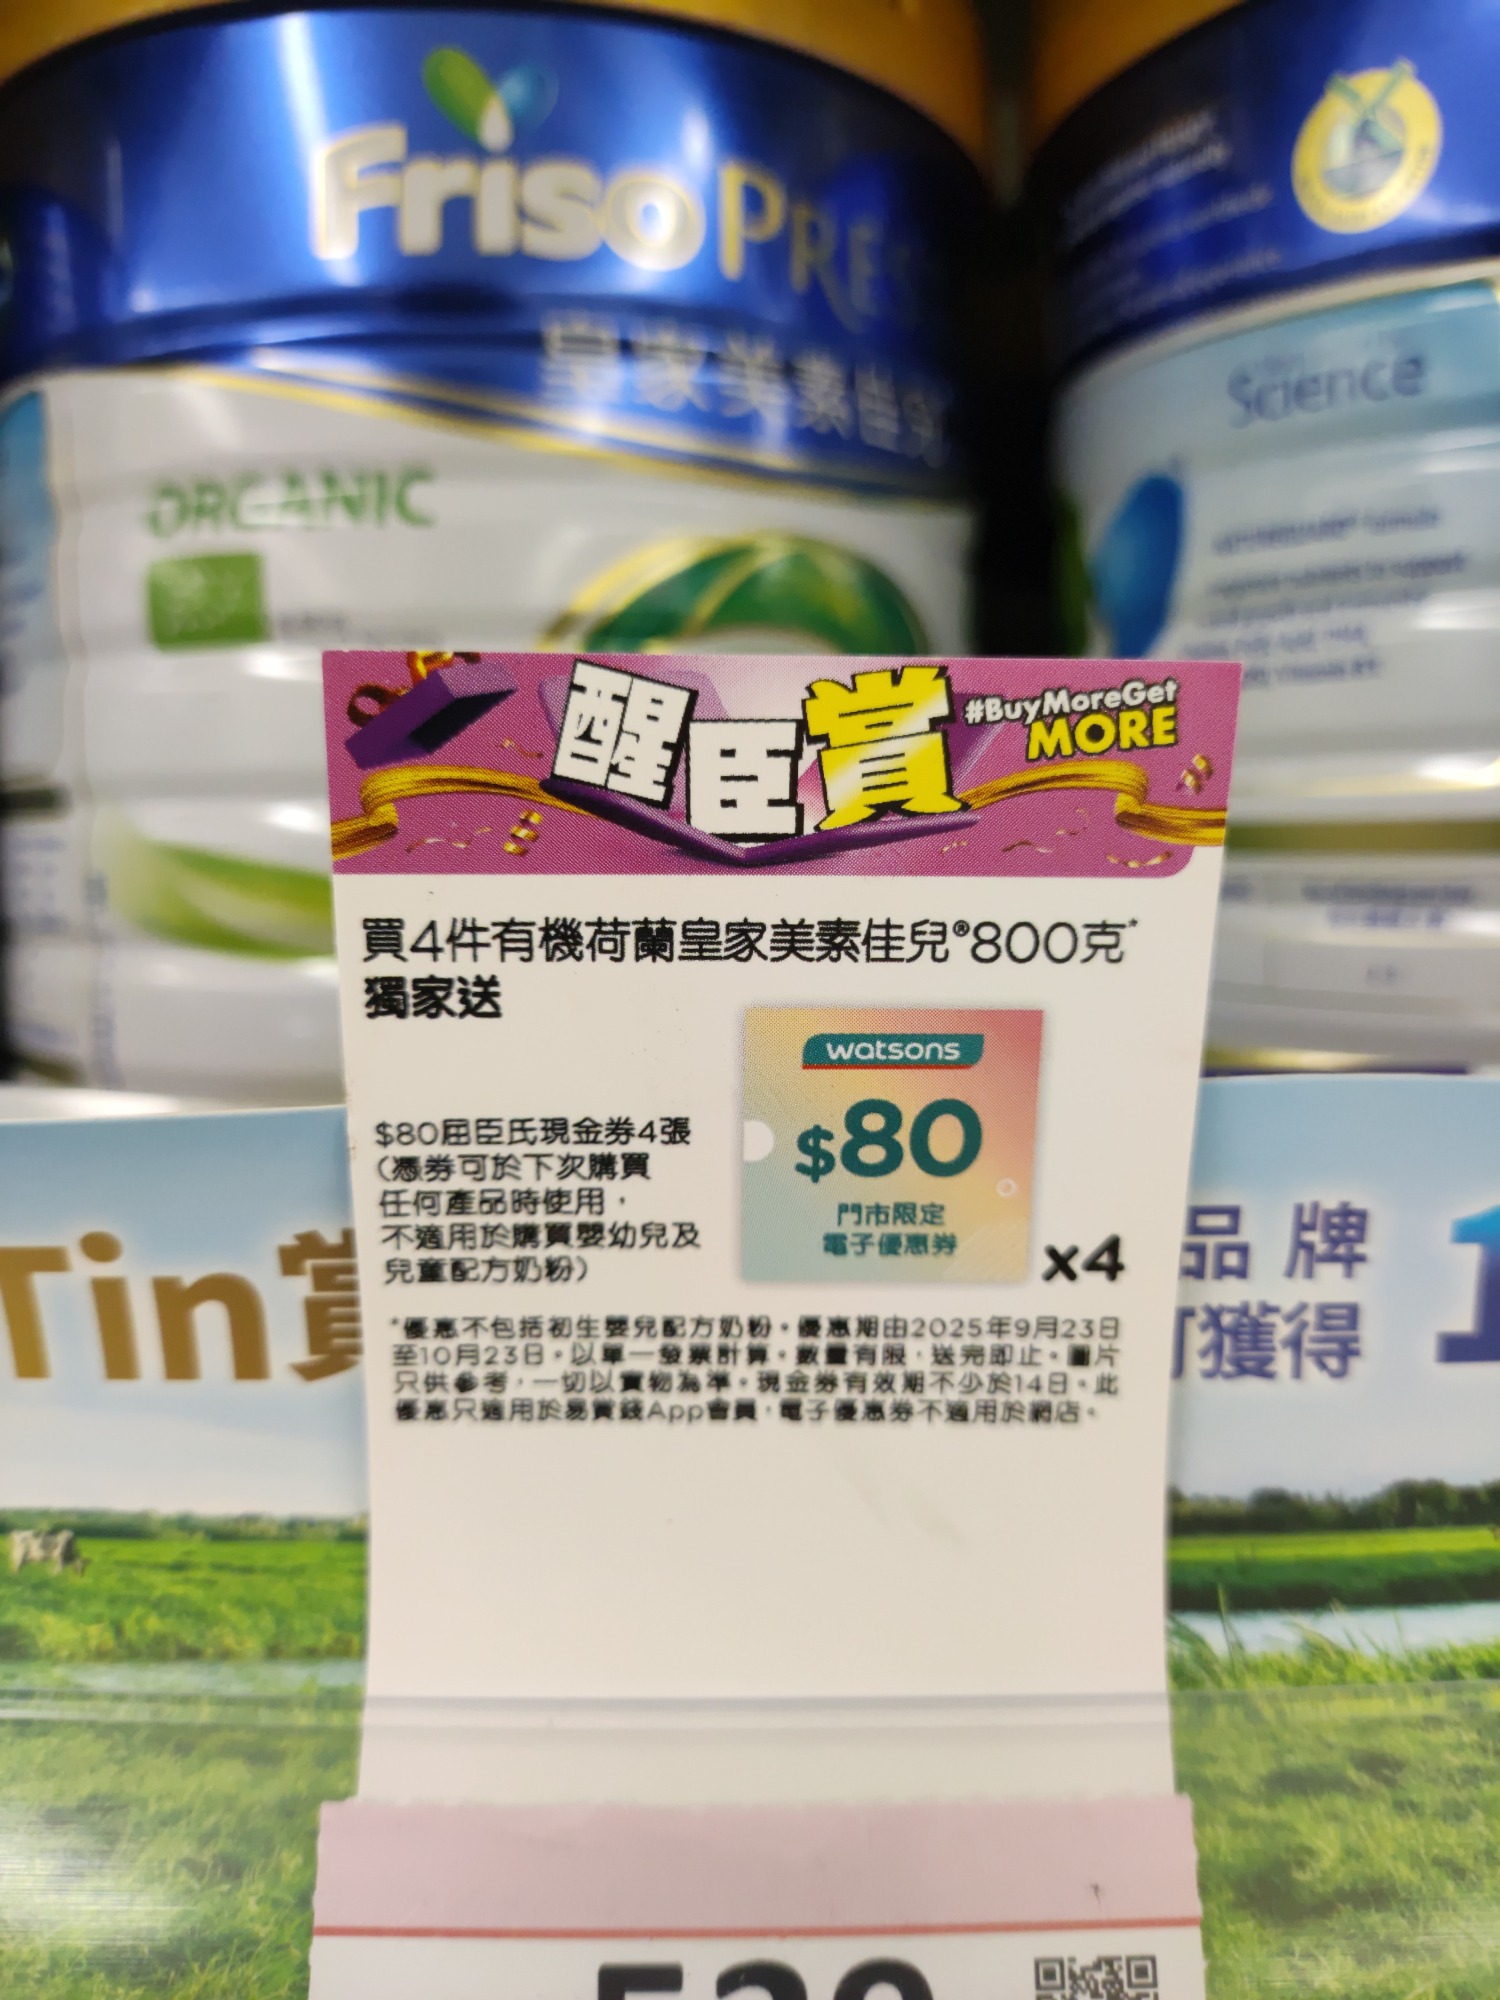 Friso PRES
皇家美素佳兒
ORGANIC
Science
醒臣賞
#BuyMoreGet
MORE
買4件有機荷蘭皇家美素佳兒®800克*
獨家送
watsons
$80
門市限定
電子優惠券
x4
$80屈臣氏現金券4張
(憑券可於下次購買
任何產品時使用，
不適用於購買嬰幼兒及
兒童配方奶粉)
*優惠不包括初生嬰兒配方奶粉。優惠期由2025年9月23日
至10月23日。以單一發票計算。數量有限，送完即止。圖片
只供參考，一切以實物為準。現金券有效期不少於14日。此
優惠只適用於易賞錢App會員，電子優惠券不適用於網店。
Tin賞
品牌
獲得